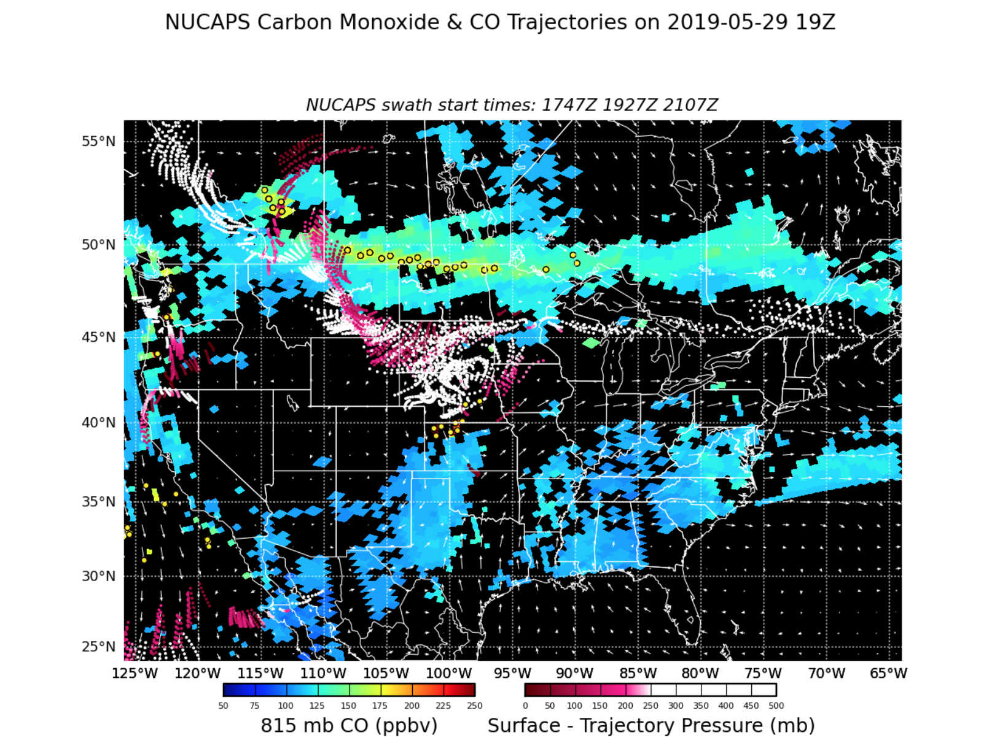 NUCAPS Carbon Monoxide & CO Trajectories on 2019-05-29 19Z
NUCAPS swath start times: 1747Z 1927Z 2107Z
55°N
50°N
45°N
40°N
35°N
30°N
25°N
125°W 120°W 115°W 110°W 105°W 100°W 95°W 90°W 85°W 80°W 75°W 70°W 65°W
50 75 100 125 150 175 200 225 250
0 50 100 150 200 250 300 350 400 450 500
815 mb CO (ppbv)
Surface - Trajectory Pressure (mb)